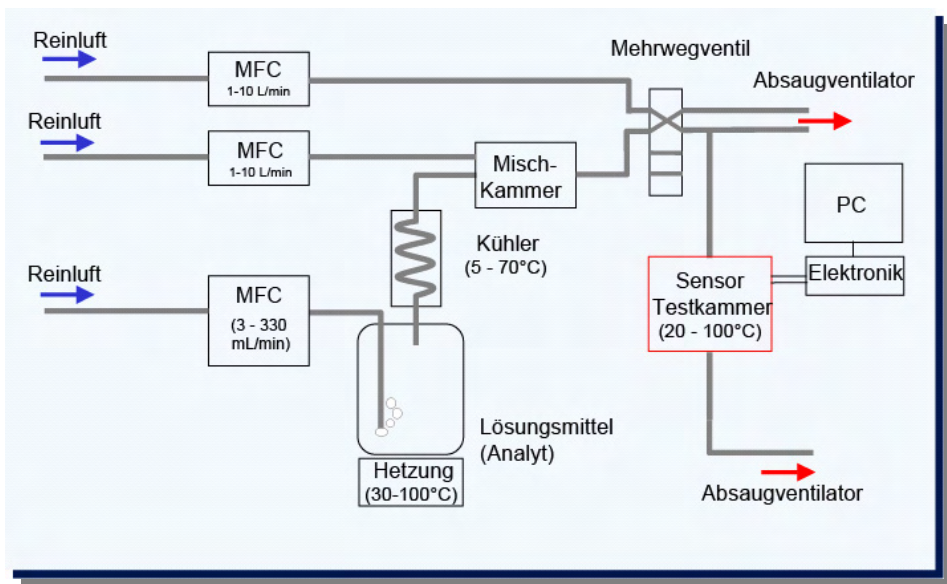 Reinluft
MFC
1-10 L/min
Mehrwegventil
Absaugventilator
Reinluft
MFC
1-10 L/min
Misch-
Kammer
PC
Kühler
(5 - 70°C)
Reinluft
MFC
(3 - 330
mL/min)
Sensor
Testkammer
(20 - 100°C)
Elektronik
Lösungsmittel
(Analyt)
Hetzung
(30-100°C)
Absaugventilator